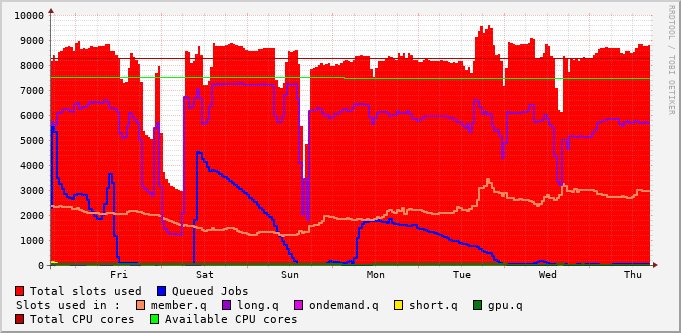 10000
9000
8000
7000
6000
5000
4000
3000
2000
1000
0
Fri Sat Sun Mon Tue Wed Thu
RRDTOOL / TOBI OETIKER
Total slots used Queued Jobs
Slots used in : member.q long.q ondemand.q short.q gpu.q
Total CPU cores
Available CPU cores